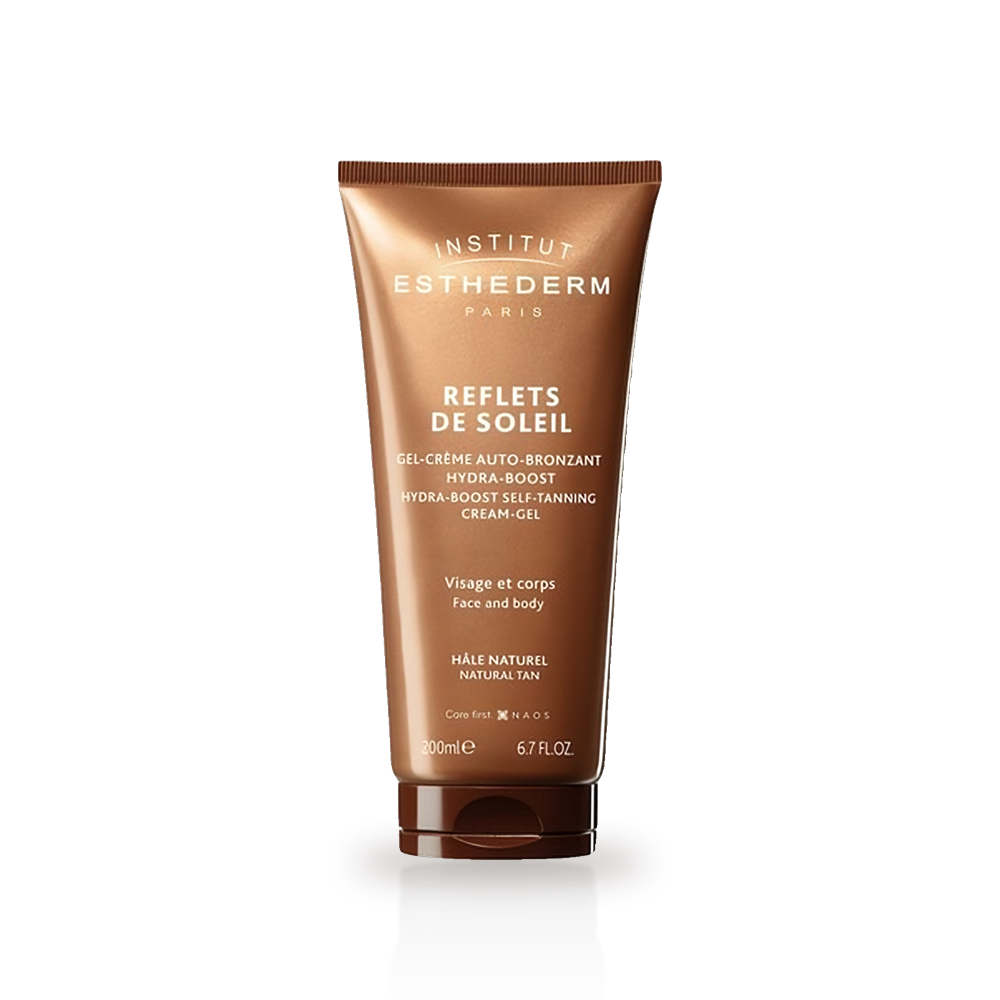 INSTITUT
ESTHEDERM
PARIS
REFLETS
DE SOLEIL
GEL-CRÈME AUTO-BRONZANT
HYDRA-BOOST
HYDRA-BOOST SELF-TANNING
CREAM-GEL
Visage et corps
Face and body
HÂLE NATUREL
NATURAL TAN
Care first. NAOS
200ml℮ 6.7 FL.OZ.